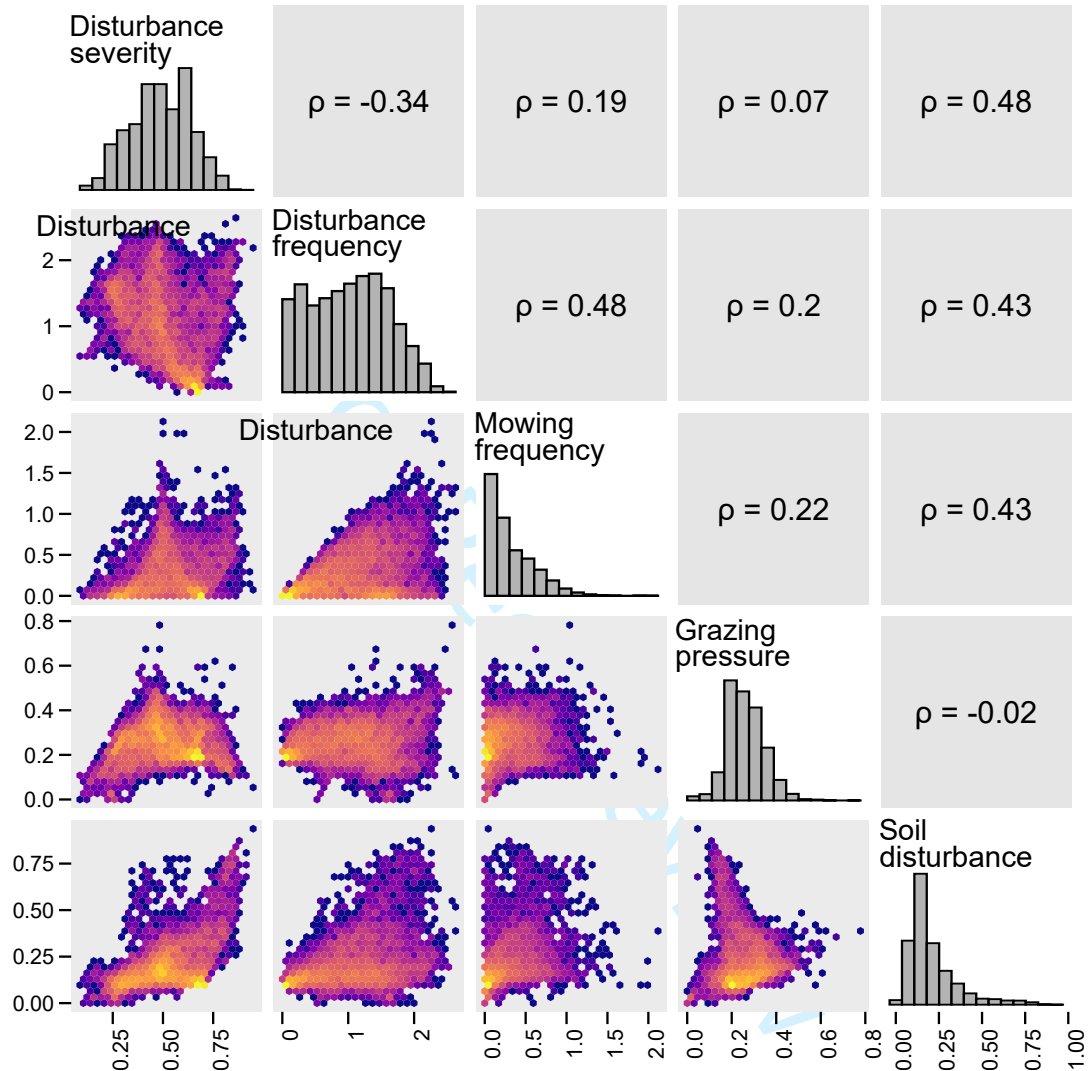 Disturbance
severity
ρ = -0.34
ρ = 0.19
ρ = 0.07
ρ = 0.48
Disturbance
Disturbance
frequency
2
1
0
ρ = 0.48
ρ = 0.2
ρ = 0.43
Disturbance
Mowing
frequency
2.0
1.5
1.0
0.5
0.0
ρ = 0.22
ρ = 0.43
Grazing
pressure
0.8
0.6
0.4
0.2
0.0
ρ = -0.02
Soil
disturbance
0.75
0.50
0.25
0.00
0.25
0.50
0.75
0
1
2
0.0
0.5
1.0
1.5
2.0
0.0
0.2
0.4
0.6
0.8
0.00
0.25
0.50
0.75
1.00